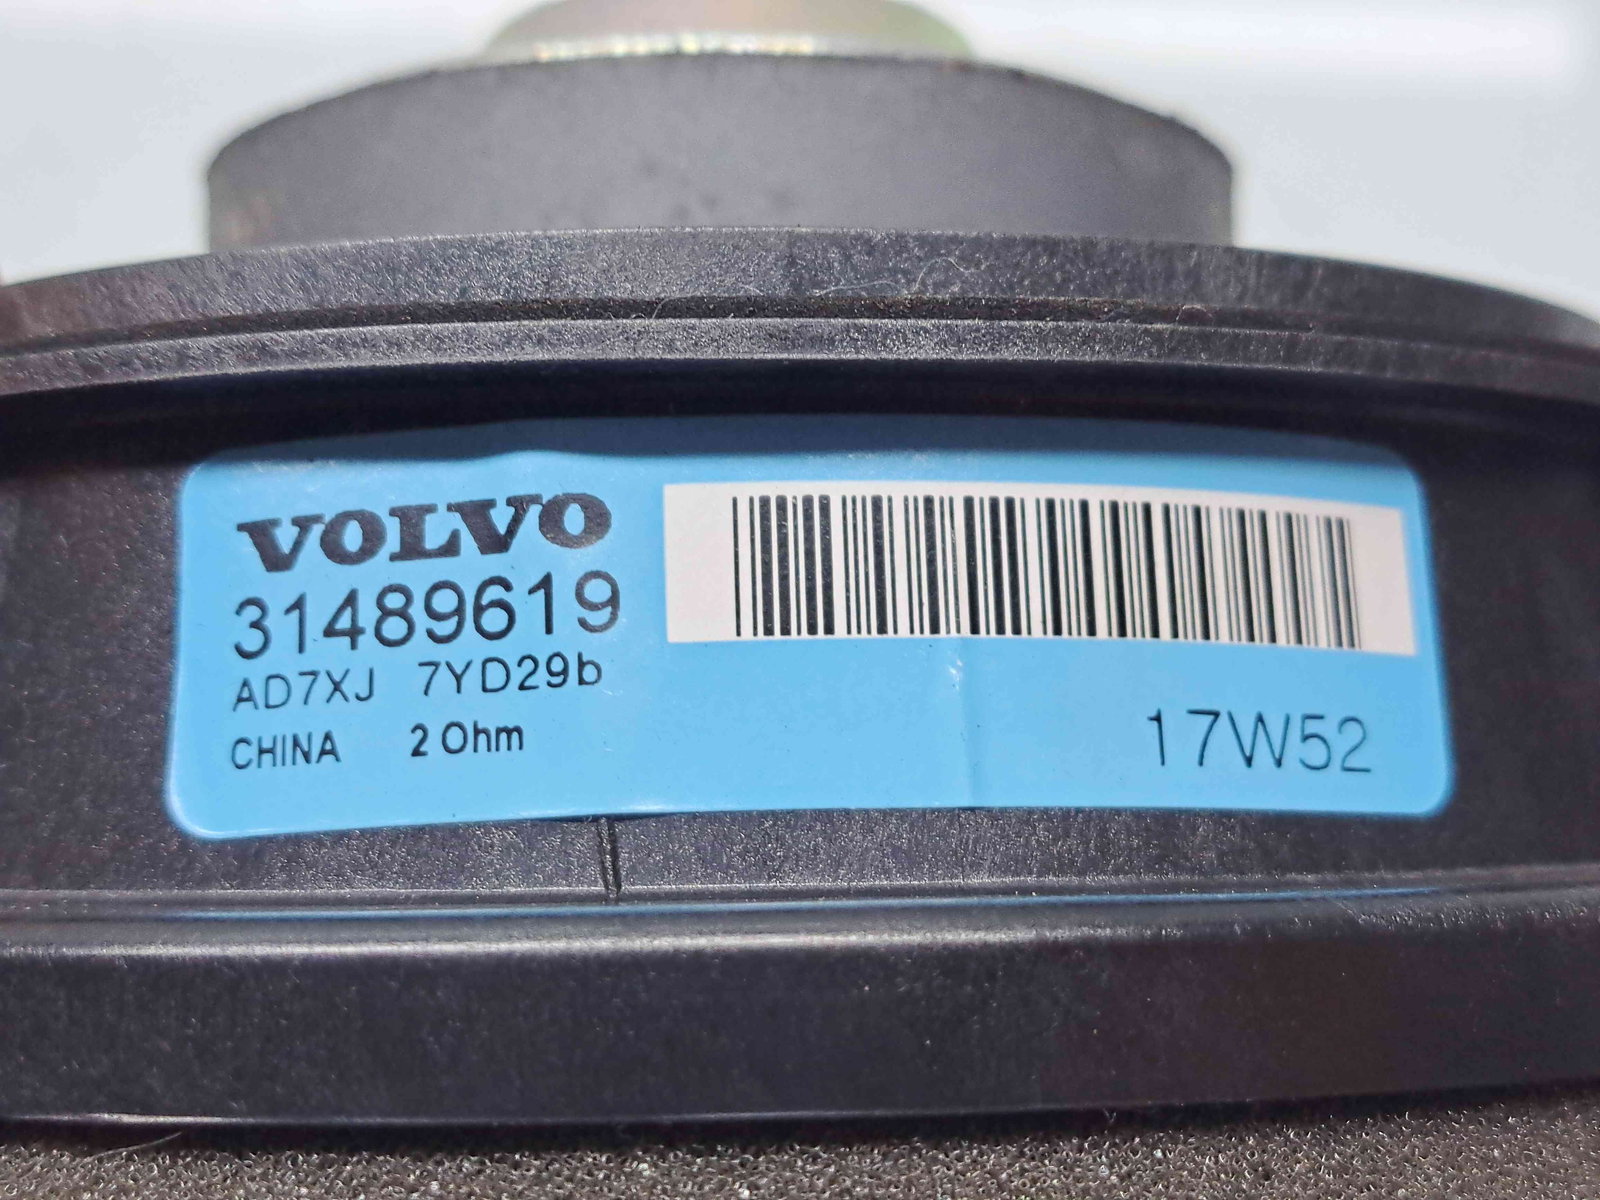 VOLVO
31489619
AD7XJ 7YD29b
CHINA 2 Ohm
17W52